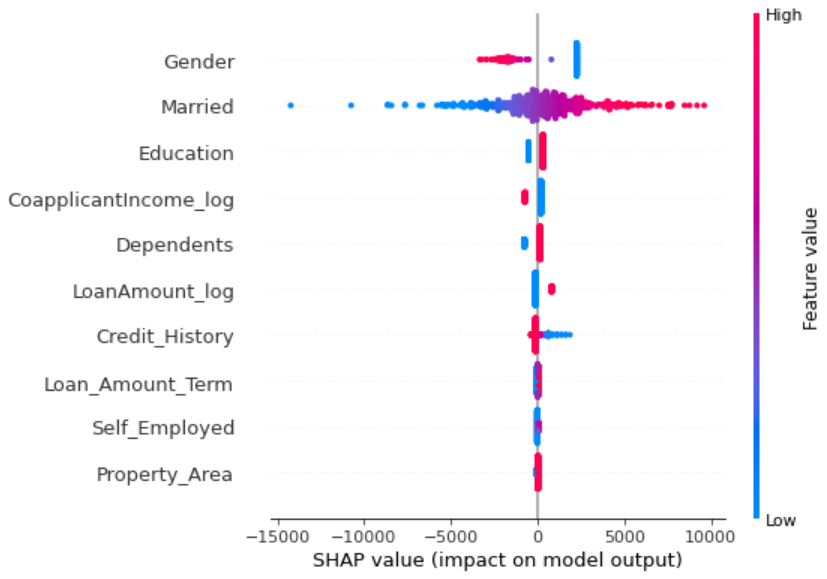 High
Gender
Married
Education
CoapplicantIncome_log
Dependents
LoanAmount_log
Credit_History
Loan_Amount_Term
Self_Employed
Property_Area
Feature value
Low
−15000 −10000 −5000 0 5000 10000
SHAP value (impact on model output)